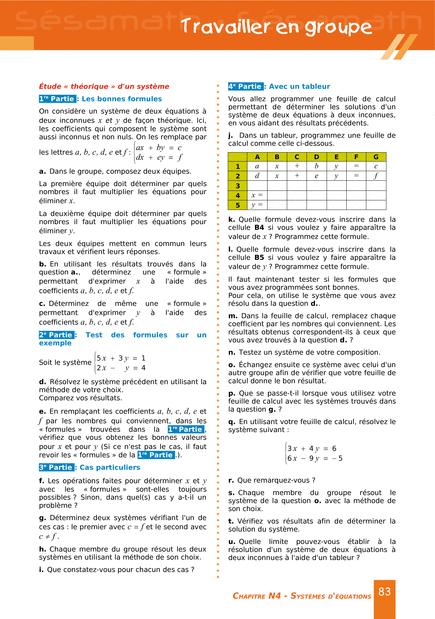 Sésamath
Sésamath
Travailler en groupe
Étude « théorique » d'un système
1re Partie : Les bonnes formules
On considère un système de deux équations à
deux inconnues x et y de façon théorique. Ici,
les coefficients qui composent le système sont
aussi inconnus et non nuls. On les remplace par
les lettres a, b, c, d, e et f : { ax + by = c
dx + ey = f
a. Dans le groupe, composez deux équipes.
La première équipe doit déterminer par quels
nombres il faut multiplier les équations pour
éliminer x.
La deuxième équipe doit déterminer par quels
nombres il faut multiplier les équations pour
éliminer y.
Les deux équipes mettent en commun leurs
travaux et vérifient leurs réponses.
b. En utilisant les résultats trouvés dans la
question a., déterminez une « formule »
permettant d'exprimer x à l'aide des
coefficients a, b, c, d, e et f.
c. Déterminez de même une « formule »
permettant d'exprimer y à l'aide des
coefficients a, b, c, d, e et f.
2e Partie : Test des formules sur un
exemple
Soit le système { 5x + 3y = 1
2x − y = 4
d. Résolvez le système précédent en utilisant la
méthode de votre choix.
Comparez vos résultats.
e. En remplaçant les coefficients a, b, c, d, e et
f par les nombres qui conviennent, dans les
« formules » trouvées dans la 1re Partie,
vérifiez que vous obtenez les bonnes valeurs
pour x et pour y (Si ce n'est pas le cas, il faut
revoir les « formules » de la 1re Partie.).
3e Partie : Cas particuliers
f. Les opérations faites pour déterminer x et y
avec les « formules » sont-elles toujours
possibles ? Sinon, dans quel(s) cas y a-t-il un
problème ?
g. Déterminez deux systèmes vérifiant l'un de
ces cas : le premier avec c = f et le second avec
c ≠ f.
h. Chaque membre du groupe résout les deux
systèmes en utilisant la méthode de son choix.
i. Que constatez-vous pour chacun des cas ?
4e Partie : Avec un tableur
Vous allez programmer une feuille de calcul
permettant de déterminer les solutions d'un
système de deux équations à deux inconnues,
en vous aidant des résultats précédents.
j. Dans un tableur, programmez une feuille de
calcul comme celle ci-dessous.
A B C D E F G
1 a x + b y = c
2 d x + e y = f
3
4 x =
5 y =
k. Quelle formule devez-vous inscrire dans la
cellule B4 si vous voulez y faire apparaître la
valeur de x ? Programmez cette formule.
l. Quelle formule devez-vous inscrire dans la
cellule B5 si vous voulez y faire apparaître la
valeur de y ? Programmez cette formule.
Il faut maintenant tester si les formules que
vous avez programmées sont bonnes.
Pour cela, on utilise le système que vous avez
résolu dans la question d..
m. Dans la feuille de calcul, remplacez chaque
coefficient par les nombres qui conviennent. Les
résultats obtenus correspondent-ils à ceux que
vous avez trouvés à la question d. ?
n. Testez un système de votre composition.
o. Échangez ensuite ce système avec celui d'un
autre groupe afin de vérifier que votre feuille de
calcul donne le bon résultat.
p. Que se passe-t-il lorsque vous utilisez votre
feuille de calcul avec les systèmes trouvés dans
la question g. ?
q. En utilisant votre feuille de calcul, résolvez le
système suivant :
{ 3x + 4y = 6
6x − 9y = −5
r. Que remarquez-vous ?
s. Chaque membre du groupe résout le
système de la question o. avec la méthode de
son choix.
t. Vérifiez vos résultats afin de déterminer la
solution du système.
u. Quelle limite pouvez-vous établir à la
résolution d'un système de deux équations à
deux inconnues à l'aide d'un tableur ?
Chapitre N4 - Systèmes d'équations 83